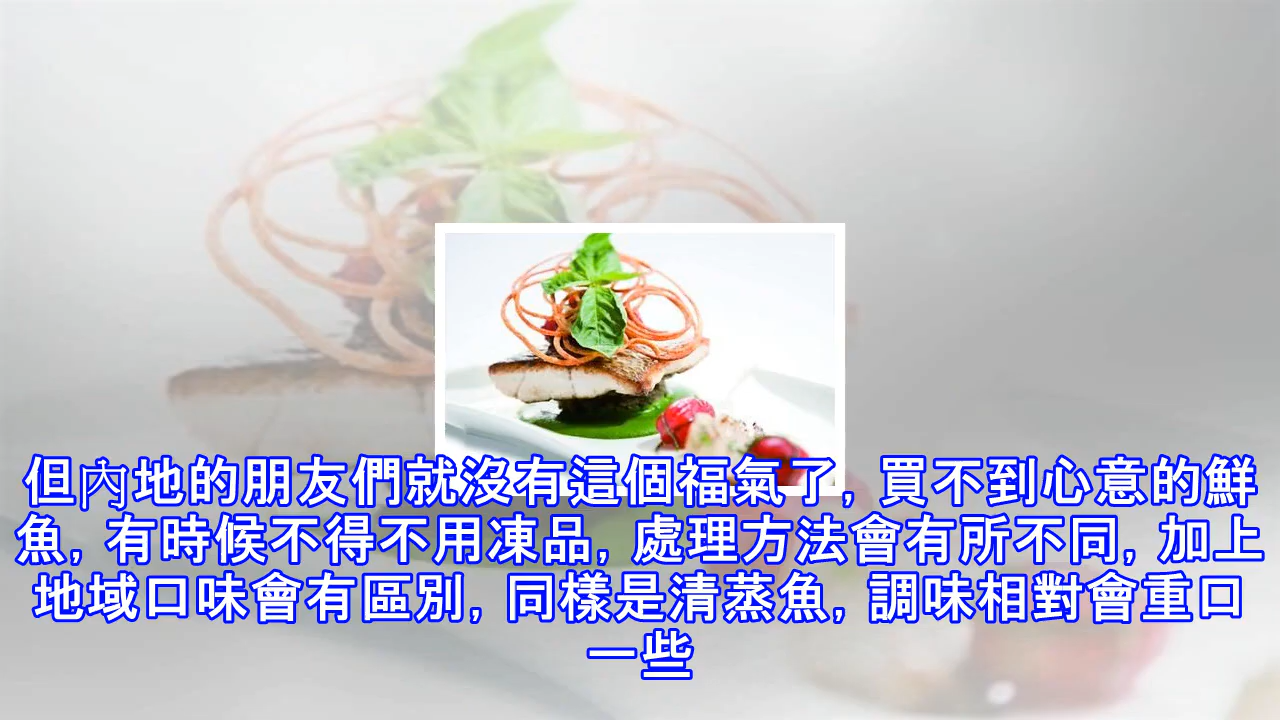 但內地的朋友們就沒有這個福氣了, 買不到心意的鮮
魚, 有時候不得不用凍品, 處理方法會有所不同, 加上
地域口味會有區別, 同樣是清蒸魚, 調味相對會重口
一些